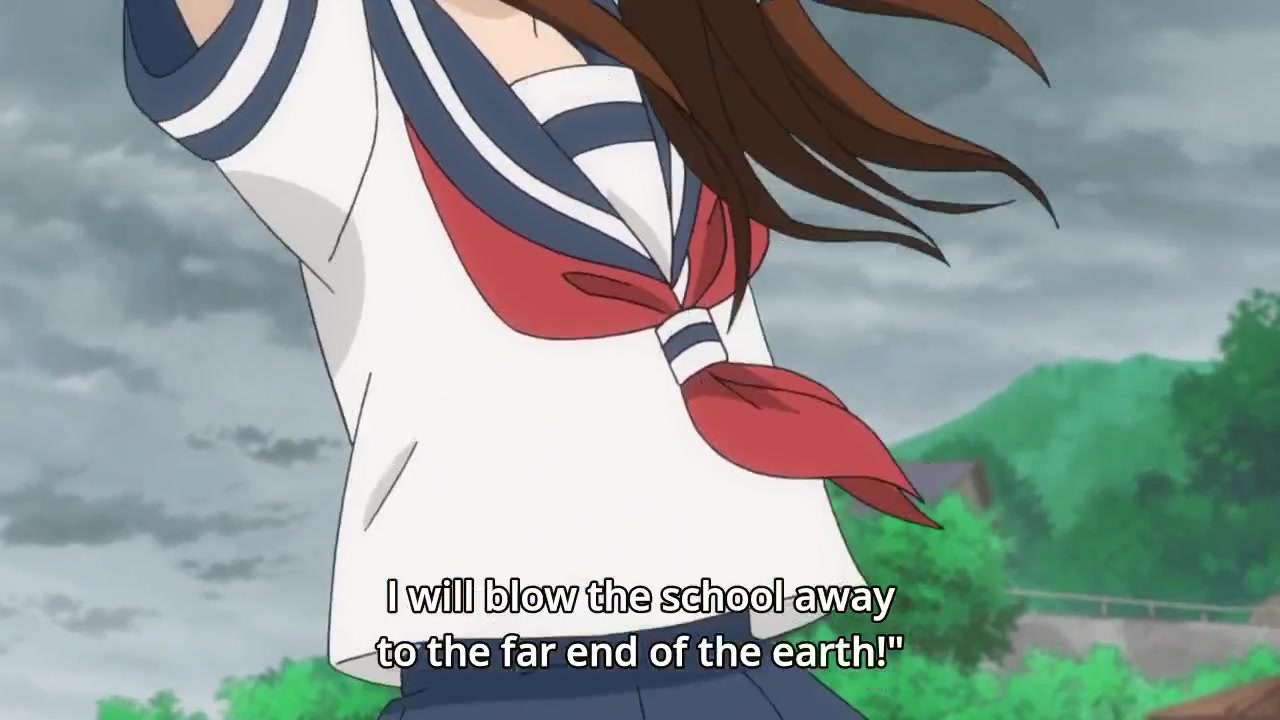 I will blow the school away
to the far end of the earth!"